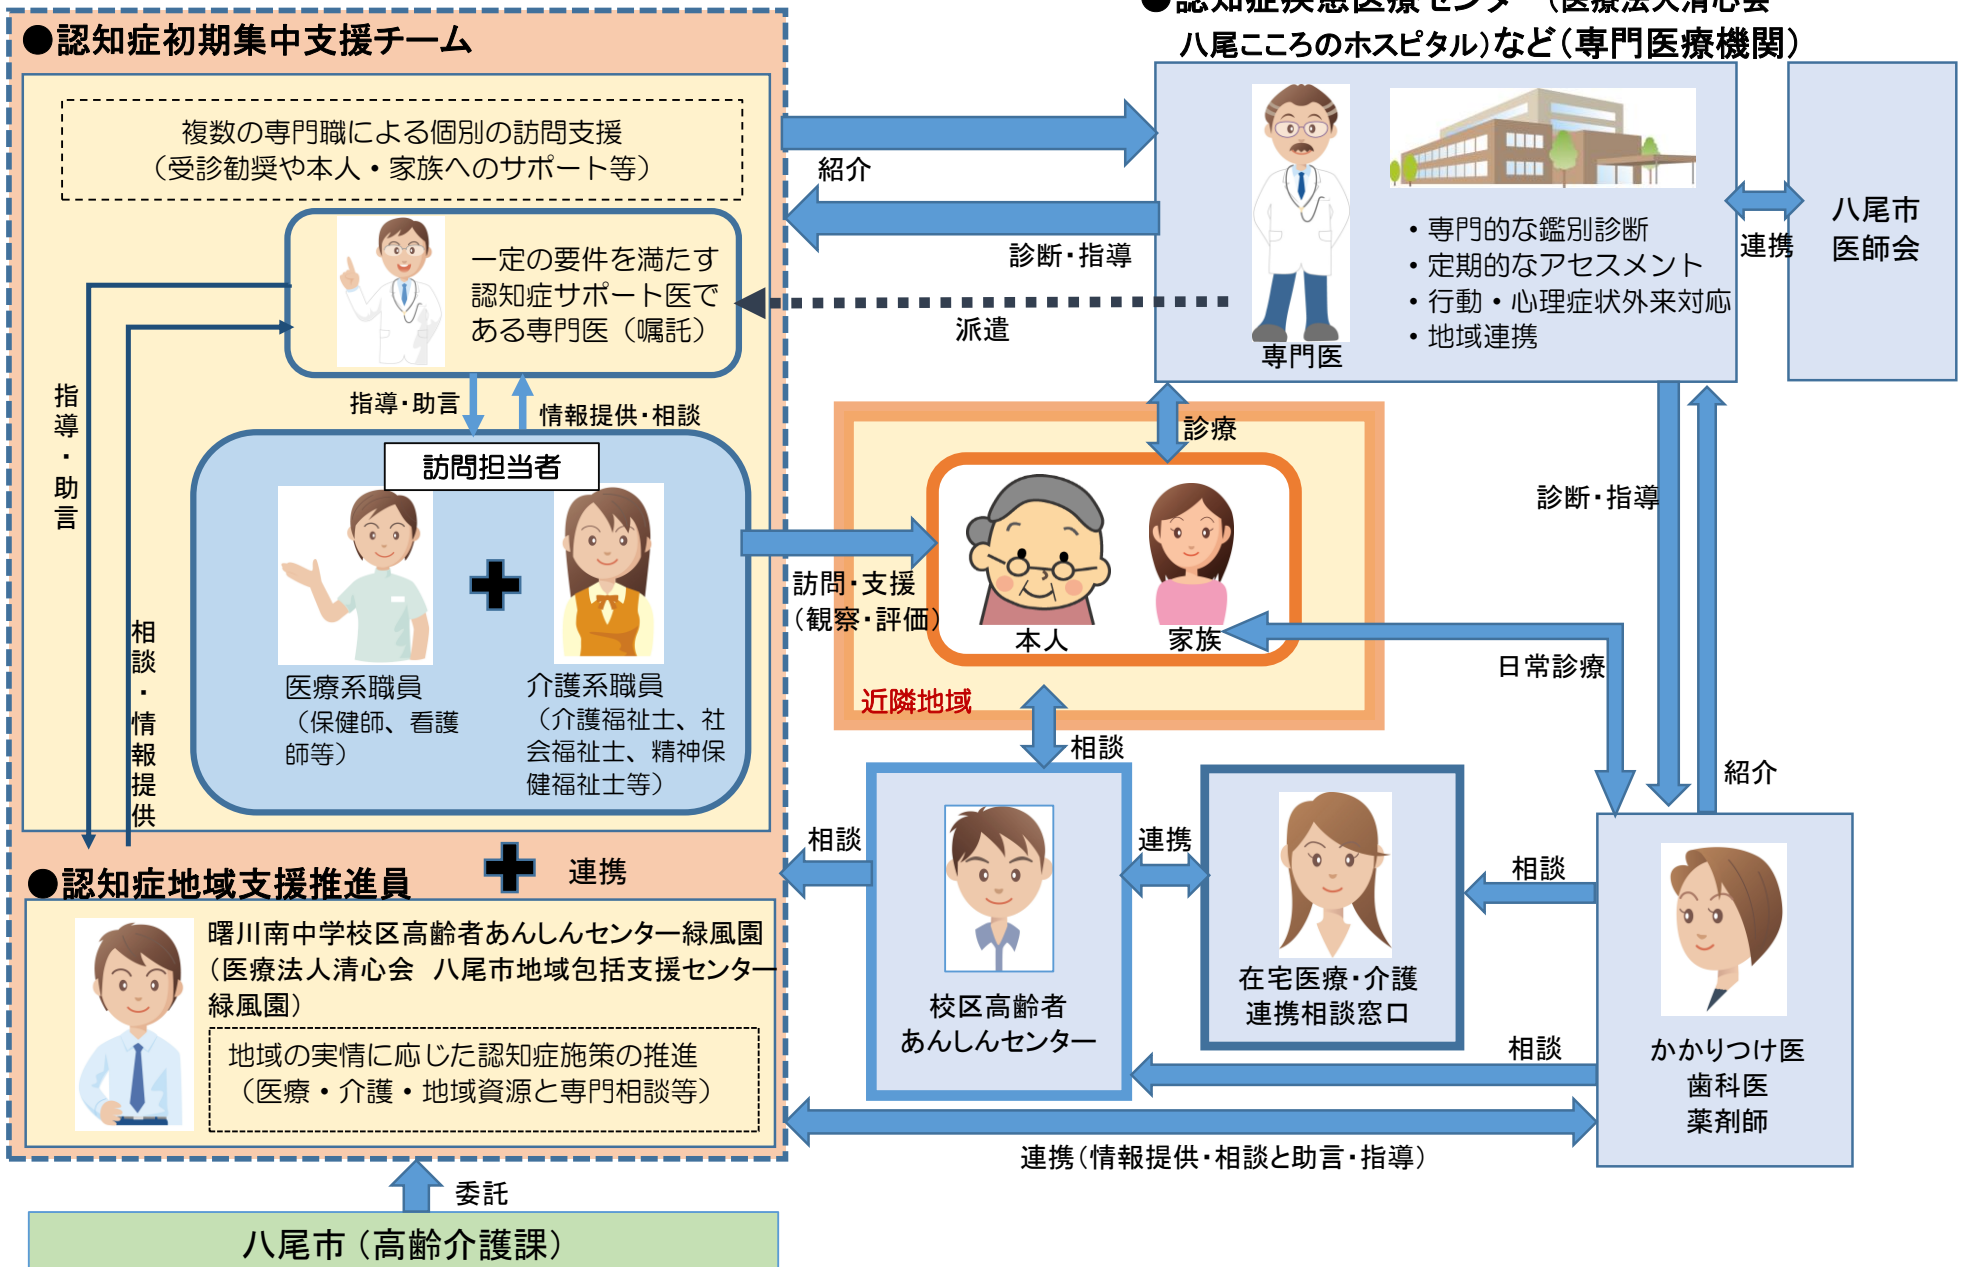 ●認知症初期集中支援チーム
複数の専門職による個別の訪問支援
（受診勧奨や本人・家族へのサポート等）
一定の要件を満たす
認知症サポート医で
ある専門医（嘱託）
指導・助言
情報提供・相談
指導・助言
相談・情報提供
訪問担当者
医療系職員
（保健師、看護
師等）
介護系職員
（介護福祉士、社
会福祉士、精神保
健福祉士等）
連携
●認知症地域支援推進員
曙川南中学校区高齢者あんしんセンター緑風園
（医療法人清心会　八尾市地域包括支援センター
緑風園）
地域の実情に応じた認知症施策の推進
（医療・介護・地域資源と専門相談等）
委託
八尾市（高齢介護課）
●認知症疾患医療センター（医療法人清心会
八尾こころのホスピタル）など（専門医療機関）
紹介
診断・指導
派遣
専門医
・専門的な鑑別診断
・定期的なアセスメント
・行動・心理症状外来対応
・地域連携
連携
八尾市
医師会
診療
訪問・支援
（観察・評価）
本人
家族
近隣地域
日常診療
診断・指導
紹介
相談
相談
連携
校区高齢者
あんしんセンター
在宅医療・介護
連携相談窓口
相談
相談
かかりつけ医
歯科医
薬剤師
連携（情報提供・相談と助言・指導）